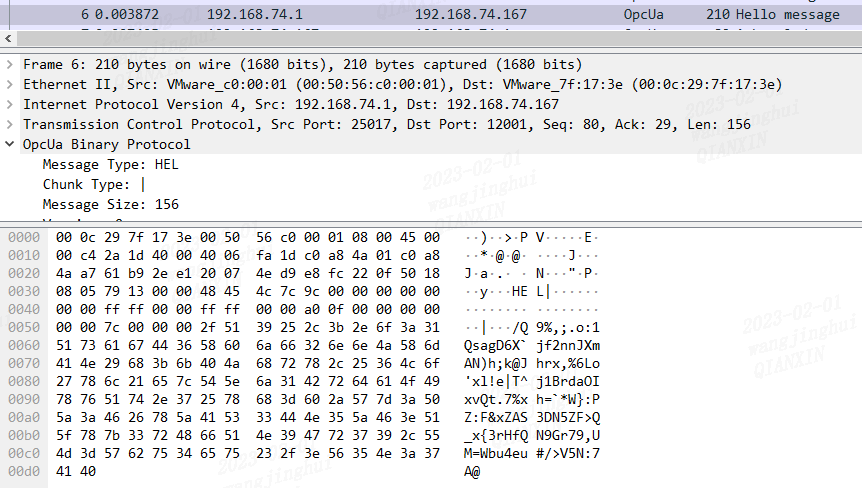 6 0.003872 192.168.74.1 192.168.74.167 OpcUa 210 Hello message
Frame 6: 210 bytes on wire (1680 bits), 210 bytes captured (1680 bits)
Ethernet II, Src: VMware_c0:00:01 (00:50:56:c0:00:01), Dst: VMware_7f:17:3e (00:0c:29:7f:17:3e)
Internet Protocol Version 4, Src: 192.168.74.1, Dst: 192.168.74.167
Transmission Control Protocol, Src Port: 25017, Dst Port: 12001, Seq: 80, Ack: 29, Len: 156
OpcUa Binary Protocol
Message Type: HEL
Chunk Type: |
Message Size: 156
0000 00 0c 29 7f 17 3e 00 50 56 c0 00 01 08 00 45 00 ··)··>·P V·····E·
0010 00 c4 2a 1d 40 00 40 06 fa 1d c0 a8 4a 01 c0 a8 ··*·@·@· ····J···
0020 4a a7 61 b9 2e e1 20 07 4e d9 e8 fc 22 0f 50 18 J·a·.· · N···"·P·
0030 08 05 79 13 00 00 48 45 4c 7c 9c 00 00 00 00 00 ··y···HE L|······
0040 00 00 ff ff 00 00 ff ff 00 00 a0 0f 00 00 00 00 ········ ········
0050 00 00 7c 00 00 00 2f 51 39 25 2c 3b 2e 6f 3a 31 ··|···/Q 9%,;.o:1
0060 51 73 61 67 44 36 58 60 6a 66 32 6e 6e 4a 58 6d QsagD6X` jf2nnJXm
0070 41 4e 29 68 3b 6b 40 4a 68 72 78 2c 25 36 4c 6f AN)h;k@J hrx,%6Lo
0080 27 78 6c 21 65 7c 54 5e 6a 31 42 72 64 61 4f 49 'xl!e|T^ j1BrdaOI
0090 78 76 51 74 2e 37 25 78 68 3d 60 2a 57 7d 3a 50 xvQt.7%x h=`*W}:P
00a0 5a 3a 46 26 78 5a 41 53 33 44 4e 35 5a 46 3e 51 Z:F&xZAS 3DN5ZF>Q
00b0 5f 78 7b 33 72 48 66 51 4e 39 47 72 37 39 2c 55 _x{3rHfQ N9Gr79,U
00c0 4d 3d 57 62 75 34 65 75 23 2f 3e 56 35 4e 3a 37 M=Wbu4eu #/>V5N:7
00d0 41 40 A@
2023-02-01
wangjinghui
QIANXIN